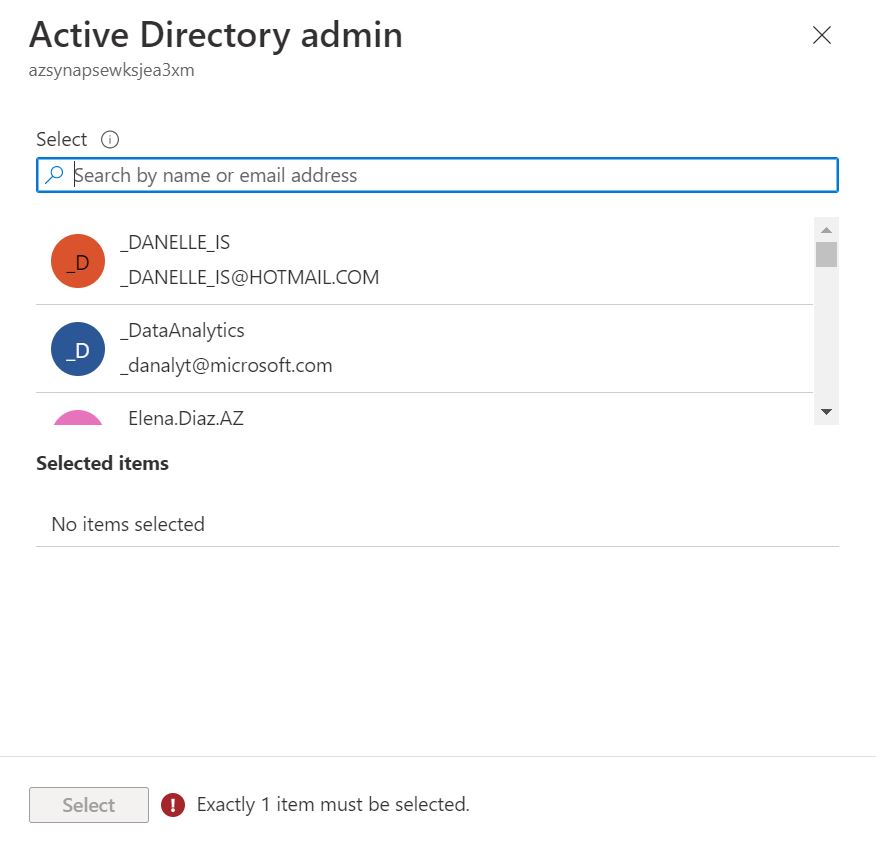 Active Directory admin
azsynapsewksjea3xm
Select
Search by name or email address
_D
_DANELLE_IS
_DANELLE_IS@HOTMAIL.COM
_D
_DataAnalytics
_danalyt@microsoft.com
Elena.Diaz.AZ
Selected items
No items selected
Select
Exactly 1 item must be selected.